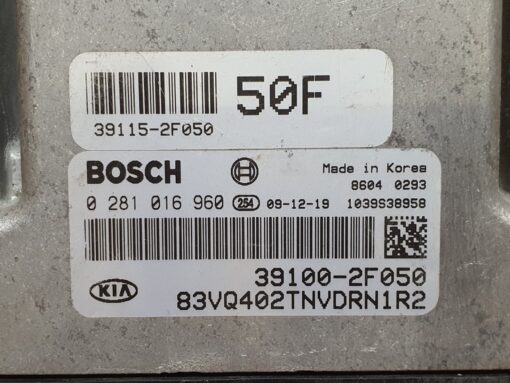 50F
39115-2F050
BOSCH
Made in Korea
8604 0293
0 281 016 960 254 09-12-19 1039S38958
39100-2F050
KIA
83VQ402TNVDRN1R2